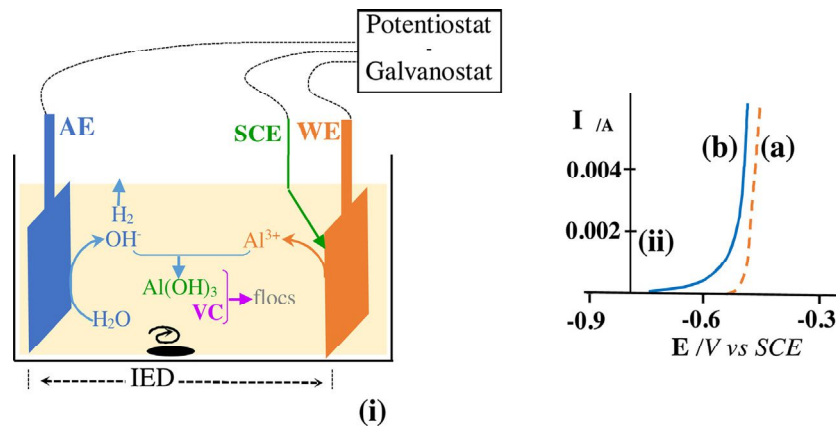 Potentiostat
-
Galvanostat
AE
SCE
WE
H₂
OH⁻
Al³⁺
Al(OH)₃
VC
flocs
H₂O
IED
(i)
I /A
(b)
(a)
0.004
0.002
(ii)
-0.9
-0.6
-0.3
E /V vs SCE